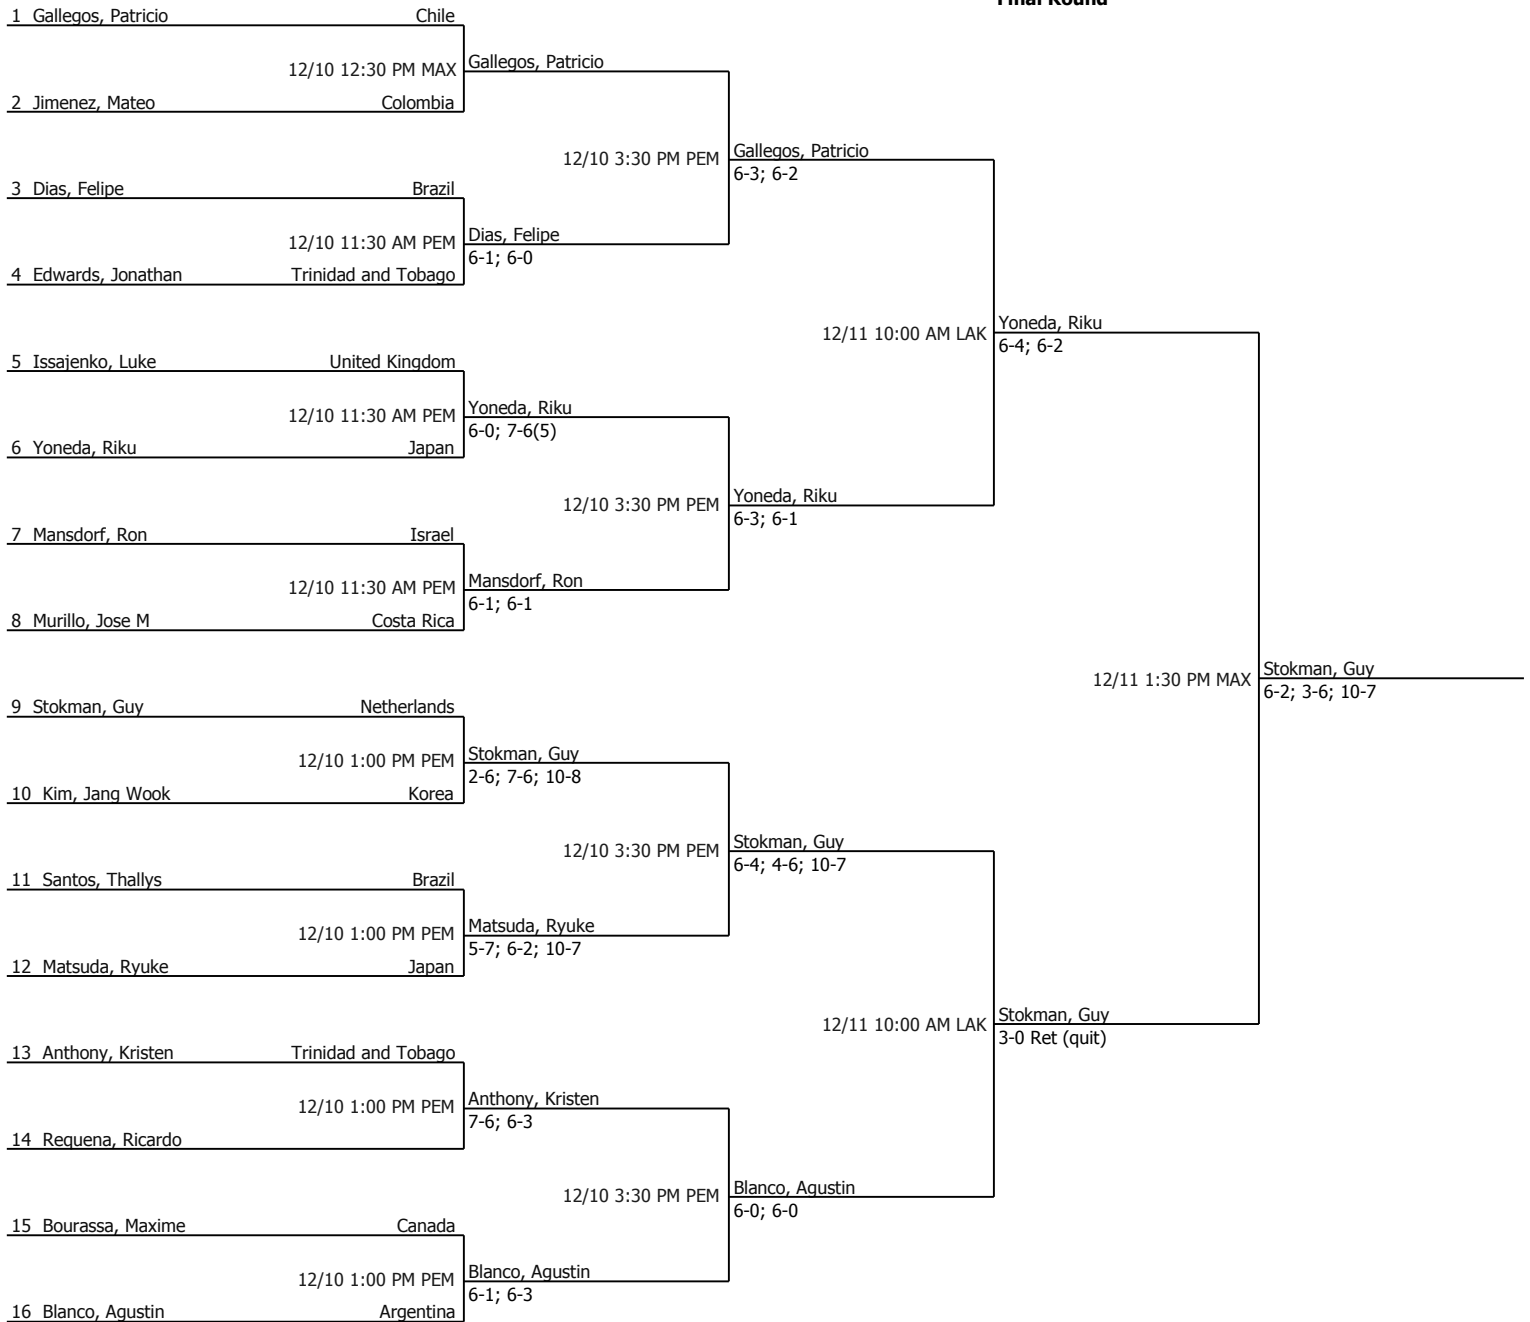 Final Round
1 Gallegos, Patricio Chile
12/10 12:30 PM MAX Gallegos, Patricio
2 Jimenez, Mateo Colombia
12/10 3:30 PM PEM Gallegos, Patricio
6-3; 6-2
3 Dias, Felipe Brazil
12/10 11:30 AM PEM Dias, Felipe
6-1; 6-0
4 Edwards, Jonathan Trinidad and Tobago
12/11 10:00 AM LAK Yoneda, Riku
6-4; 6-2
5 Issajenko, Luke United Kingdom
12/10 11:30 AM PEM Yoneda, Riku
6-0; 7-6(5)
6 Yoneda, Riku Japan
12/10 3:30 PM PEM Yoneda, Riku
6-3; 6-1
7 Mansdorf, Ron Israel
12/10 11:30 AM PEM Mansdorf, Ron
6-1; 6-1
8 Murillo, Jose M Costa Rica
12/11 1:30 PM MAX Stokman, Guy
6-2; 3-6; 10-7
9 Stokman, Guy Netherlands
12/10 1:00 PM PEM Stokman, Guy
2-6; 7-6; 10-8
10 Kim, Jang Wook Korea
12/10 3:30 PM PEM Stokman, Guy
6-4; 4-6; 10-7
11 Santos, Thallys Brazil
12/10 1:00 PM PEM Matsuda, Ryuke
5-7; 6-2; 10-7
12 Matsuda, Ryuke Japan
12/11 10:00 AM LAK Stokman, Guy
3-0 Ret (quit)
13 Anthony, Kristen Trinidad and Tobago
12/10 1:00 PM PEM Anthony, Kristen
7-6; 6-3
14 Requena, Ricardo
12/10 3:30 PM PEM Blanco, Agustin
6-0; 6-0
15 Bourassa, Maxime Canada
12/10 1:00 PM PEM Blanco, Agustin
6-1; 6-3
16 Blanco, Agustin Argentina